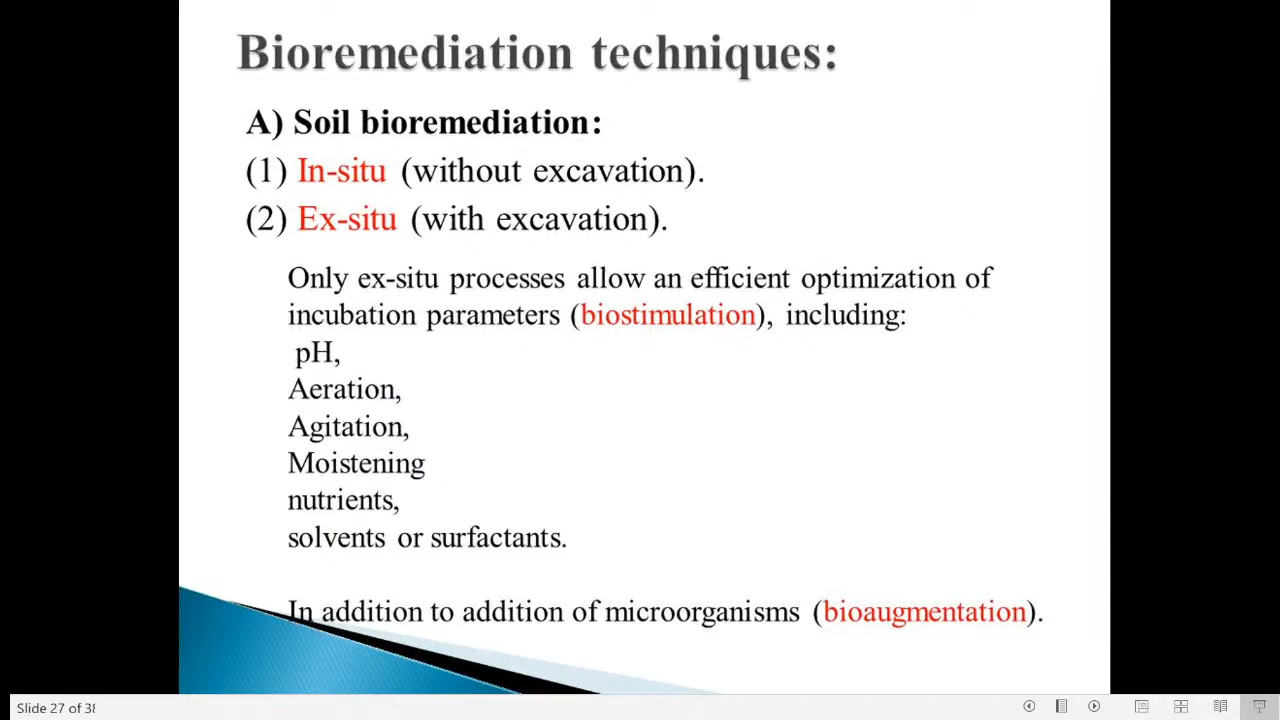 Bioremediation techniques:
A) Soil bioremediation:
(1) In-situ (without excavation).
(2) Ex-situ (with excavation).
Only ex-situ processes allow an efficient optimization of
incubation parameters (biostimulation), including:
pH,
Aeration,
Agitation,
Moistening
nutrients,
solvents or surfactants.
In addition to addition of microorganisms (bioaugmentation).
Slide 27 of 38